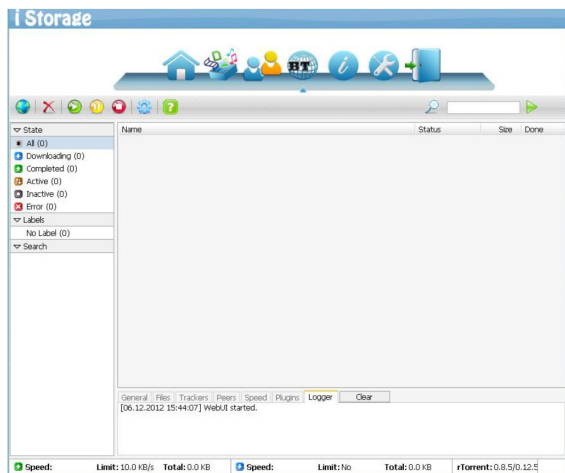 i Storage
BT
State
Name Status Size Done
All (0)
Downloading (0)
Completed (0)
Active (0)
Inactive (0)
Error (0)
Labels
No Label (0)
Search
General Files Trackers Peers Speed Plugins Logger Clear
[06.12.2012 15:44:07] WebUI started.
Speed: Limit: 10.0 KB/s Total: 0.0 KB Speed: Limit: No Total: 0.0 KB rTorrent: 0.8.5/0.12.5